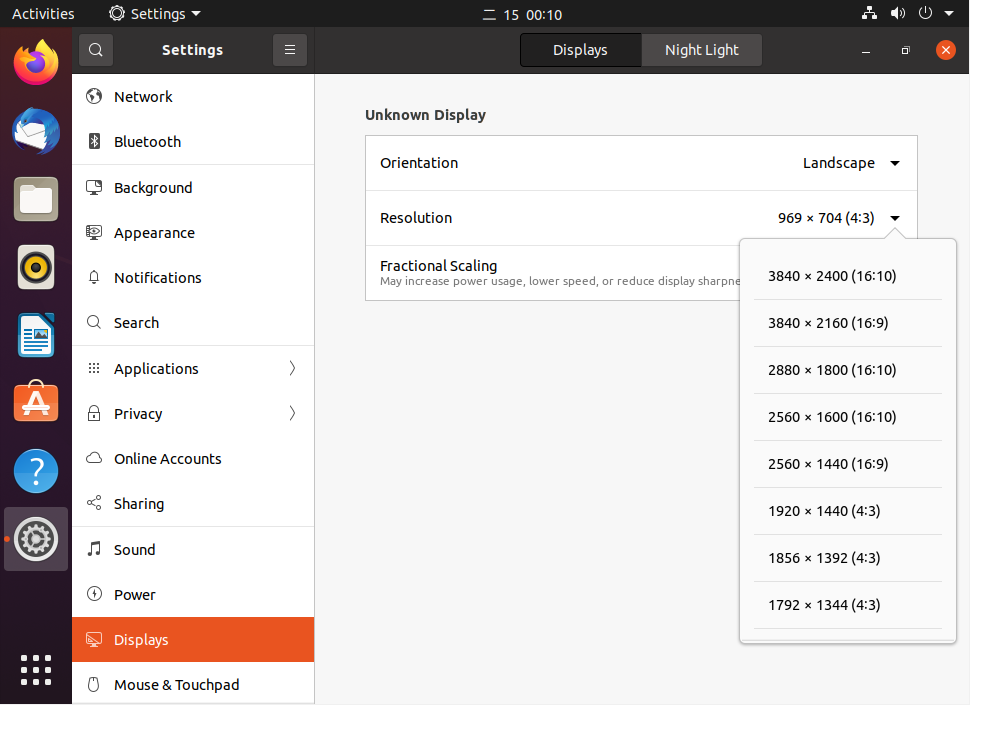 Activities
Settings
二 15 00:10
Settings
Displays
Night Light
Network
Bluetooth
Background
Appearance
Notifications
Search
Applications
Privacy
Online Accounts
Sharing
Sound
Power
Displays
Mouse & Touchpad
Unknown Display
Orientation
Landscape
Resolution
969 × 704 (4:3)
Fractional Scaling
May increase power usage, lower speed, or reduce display
3840 × 2400 (16:10)
3840 × 2160 (16:9)
2880 × 1800 (16:10)
2560 × 1600 (16:10)
2560 × 1440 (16:9)
1920 × 1440 (4:3)
1856 × 1392 (4:3)
1792 × 1344 (4:3)